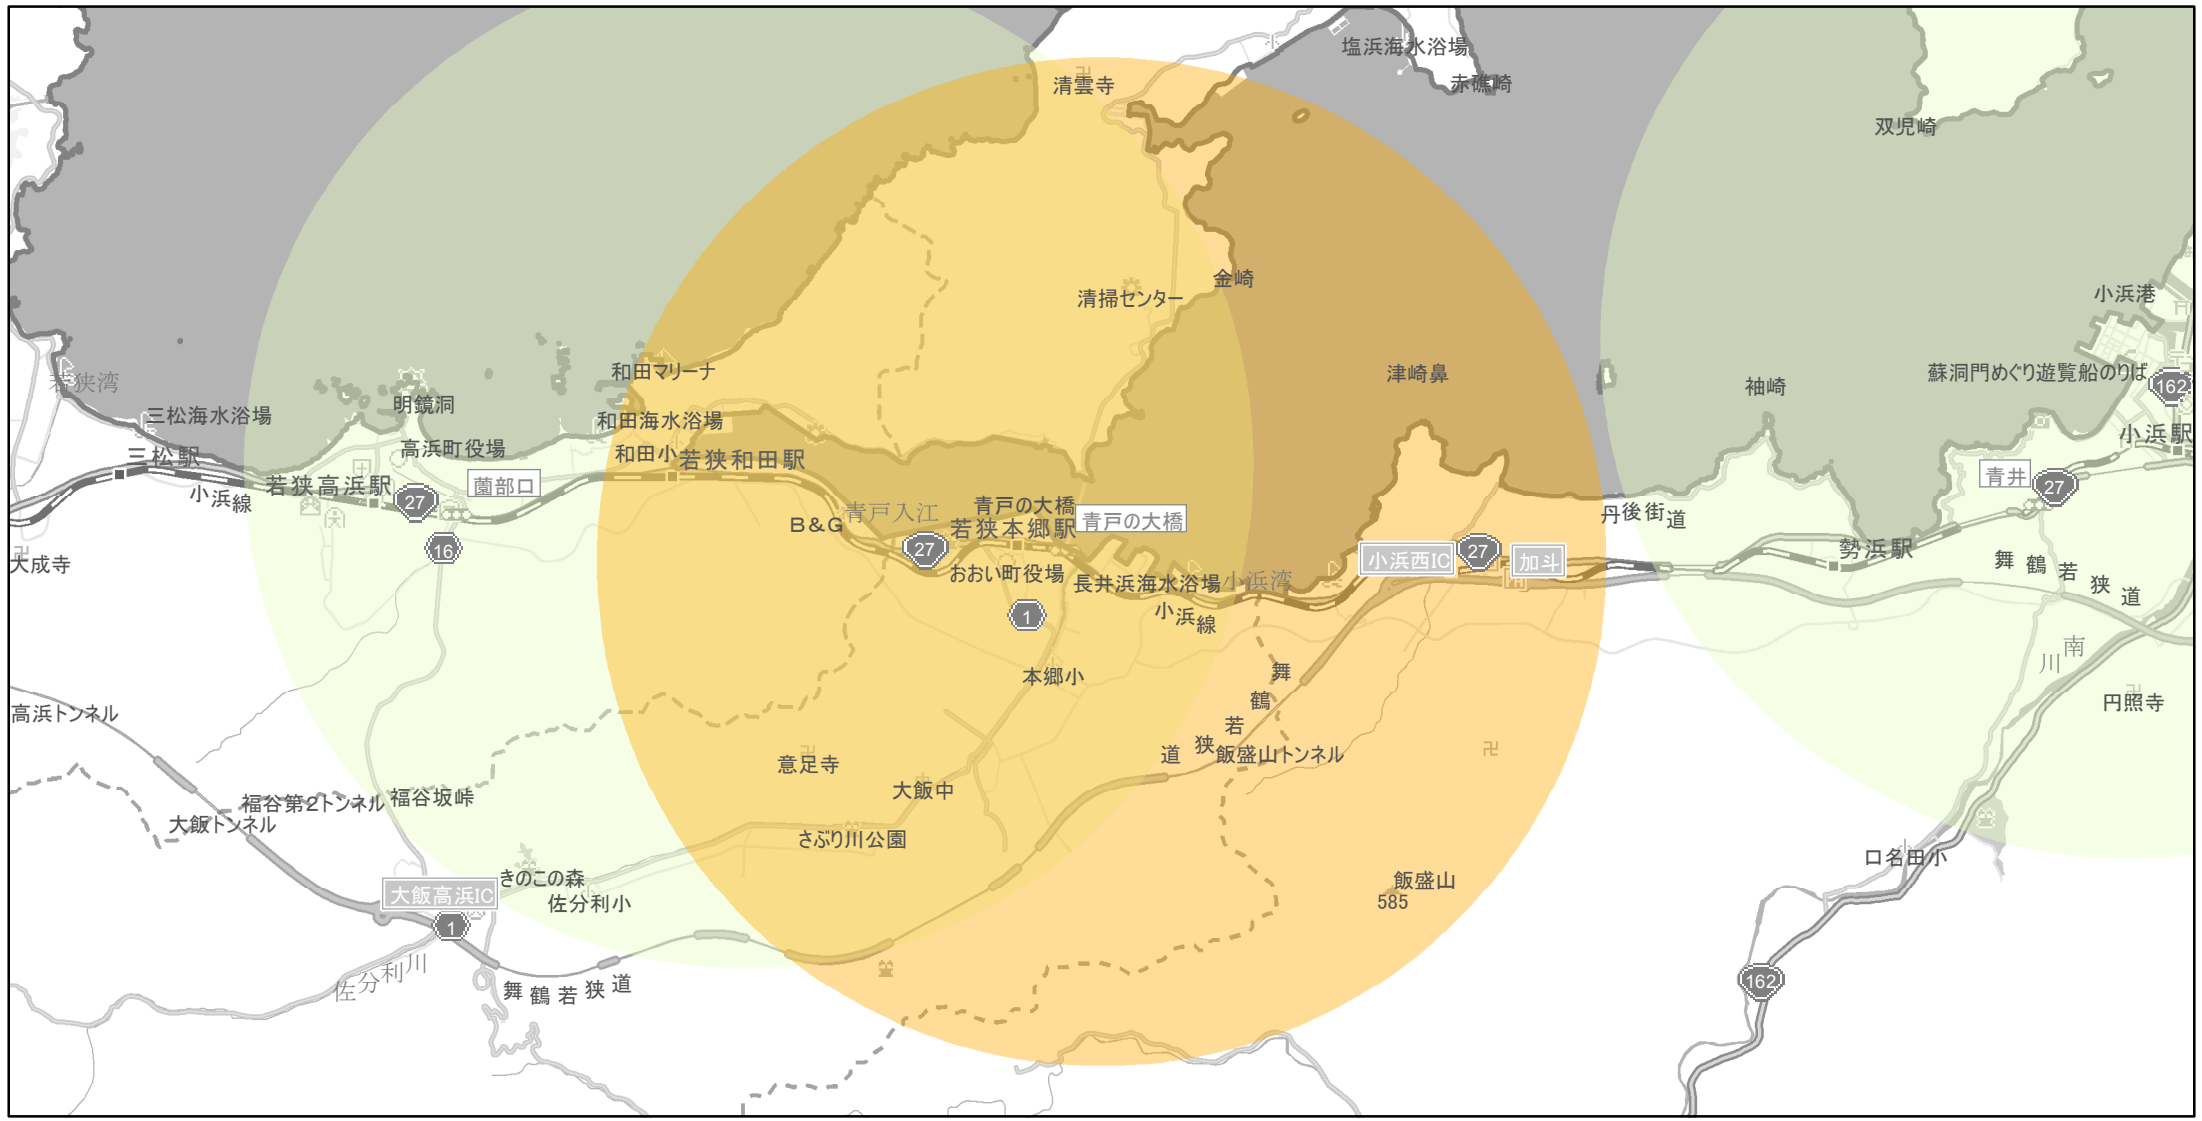 塩浜海水浴場
清雲寺
赤礁崎
双児崎
金崎
清掃センター
小浜港
和田マリーナ
津崎鼻
若狭湾
袖崎
蘇洞門めぐり遊覧船のりば
162
明鏡洞
三松海水浴場
和田海水浴場
高浜町役場
小浜駅
三松駅
和田小
若狭和田駅
若狭高浜駅
薗部口
青井
27
小浜線
27
青戸の大橋
青戸入江
丹後街道
B&G
若狭本郷駅
青戸の大橋
16
27
27
小浜西IC
加斗
勢浜駅
大成寺
舞鶴若狭道
おおい町役場
長井浜海水浴場
小浜湾
1
小浜線
南川
本郷小
舞鶴若狭道
円照寺
高浜トンネル
意足寺
飯盛山トンネル
大飯中
福谷坂峠
福谷第2トンネル
大飯トンネル
さぶり川公園
口名田小
きのこの森
飯盛山
585
大飯高浜IC
佐分利小
1
佐分利川
162
舞鶴若狭道